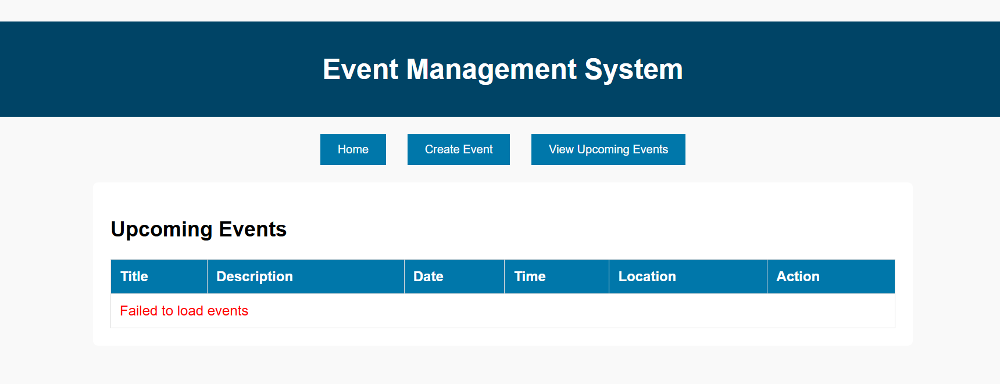 Event Management System
Home Create Event View Upcoming Events
Upcoming Events
Title Description Date Time Location Action
Failed to load events